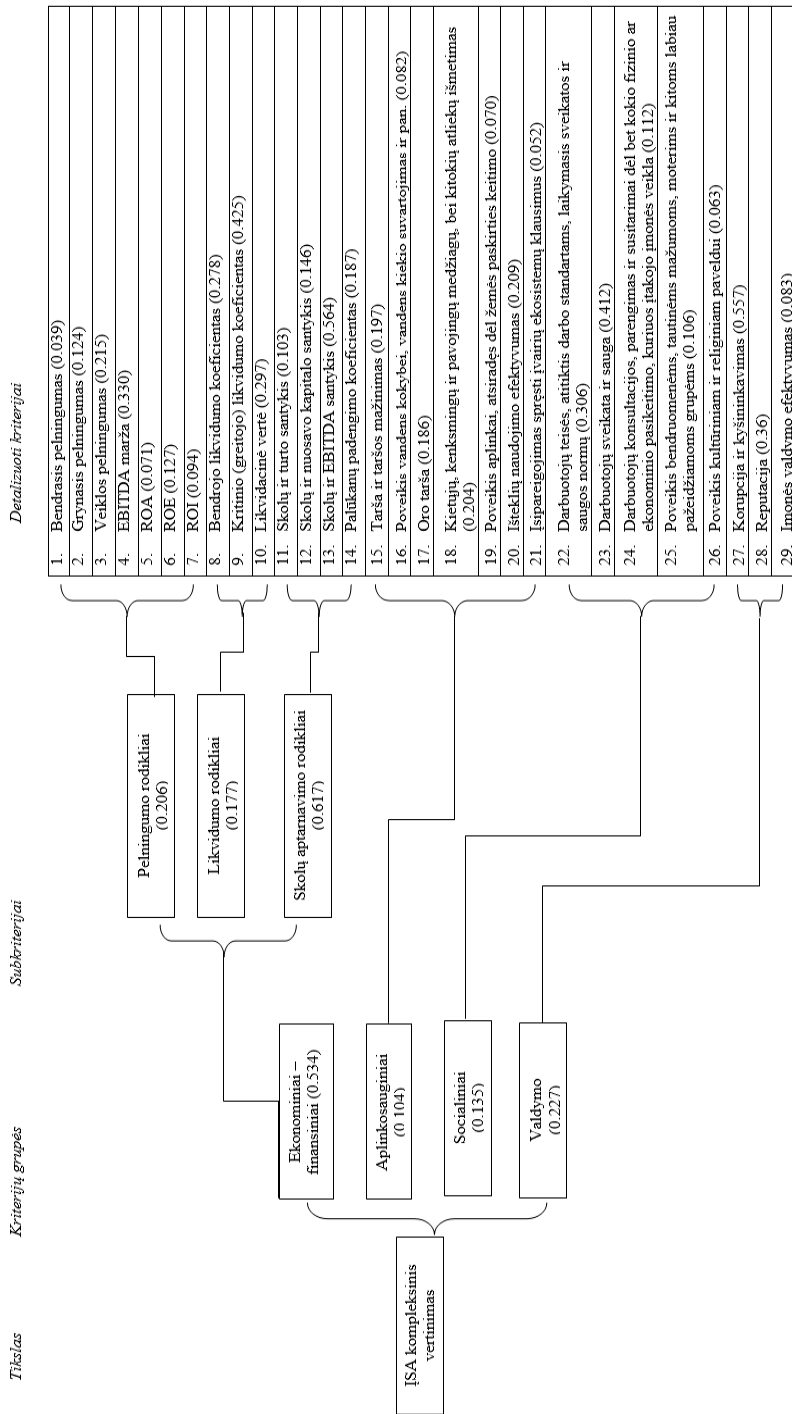 Tikslas
Kriterijų grupės
Subkriterijai
Detalizuoti kriterijai
ĮSA kompleksinis
vertinimas
Ekonominiai –
finansiniai (0.534)
Aplinkosauginiai
(0 104)
Socialiniai
(0.135)
Valdymo
(0.227)
Pelningumo rodikliai
(0.206)
Likvidumo rodikliai
(0.177)
Skolų aptarnavimo rodikliai
(0.617)
1. Bendrasis pelningumas (0.039)
2. Grynasis pelningumas (0.124)
3. Veiklos pelningumas (0.215)
4. EBITDA marža (0.330)
5. ROA (0.071)
6. ROE (0.127)
7. ROI (0.094)
8. Bendrojo likvidumo koeficientas (0.278)
9. Kritinio (greitojo) likvidumo koeficientas (0.425)
10. Likvidacinė vertė (0.297)
11. Skolų ir turto santykis (0.103)
12. Skolų ir nuosavo kapitalo santykis (0.146)
13. Skolų ir EBITDA santykis (0.564)
14. Palūkanų padengimo koeficientas (0.187)
15. Tarša ir taršos mažinimas (0.197)
16. Poveikis vandens kokybei, vandens kiekio suvartojimas ir pan. (0.082)
17. Oro tarša (0.186)
18. Kietųjų, kenksmingų ir pavojingų medžiagų, bei kitokių atliekų išmetimas
(0.204)
19. Poveikis aplinkai, atsiradęs dėl žemės paskirties keitimo (0.070)
20. Išteklių naudojimo efektyvumas (0.209)
21. Įsipareigojimas spręsti įvairių ekosistemų klausimus (0.052)
22. Darbuotojų teisės, atitiktis darbo standartams, laikymasis sveikatos ir
saugos normų (0.306)
23. Darbuotojų sveikata ir sauga (0.412)
24. Darbuotojų konsultacijos, parengimas ir susitarimai dėl bet kokio fizinio ar
ekonominio pasikeitimo, kuriuos įtakojo įmonės veikla (0.112)
25. Poveikis bendruomenėms, tautinėms mažumoms, moterims ir kitoms labiau
pažeidžiamoms grupėms (0.106)
26. Poveikis kultūriniam ir religiniam paveldui (0.063)
27. Korupcija ir kyšininkavimas (0.557)
28. Reputacija (0.36)
29. Įmonės valdymo efektyvumas (0.083)